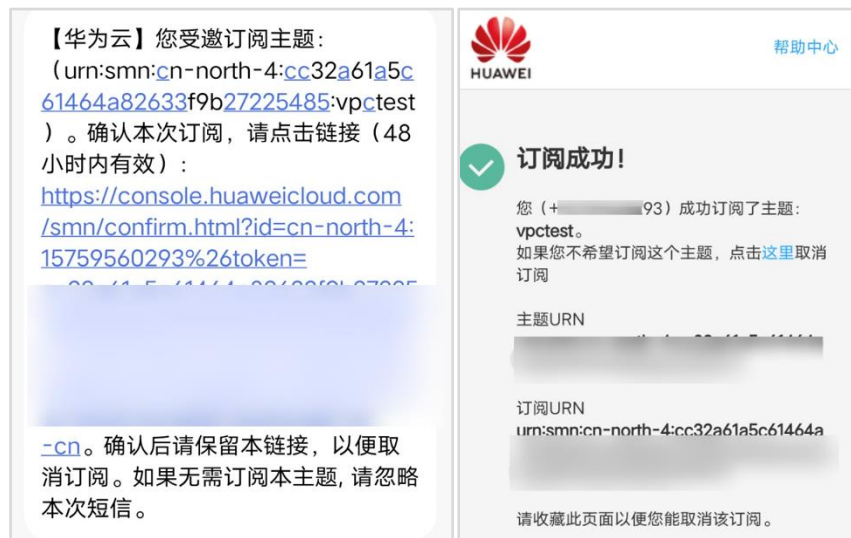 【华为云】您受邀订阅主题：
（urn:smn:cn-north-4:cc32a61a5c
61464a82633f9b27225485:vpctest
）。确认本次订阅，请点击链接（48
小时内有效）:
https://console.huaweicloud.com
/smn/confirm.html?id=cn-north-4:
15759560293%26token=
-cn。确认后请保留本链接，以便取
消订阅。如果无需订阅本主题, 请忽略
本次短信。
HUAWEI
帮助中心
订阅成功！
您（+ 93）成功订阅了主题：
vpctest。
如果您不希望订阅这个主题，点击这里取消
订阅
主题URN
订阅URN
urn:smn:cn-north-4:cc32a61a5c61464a
请收藏此页面以便您能取消该订阅。